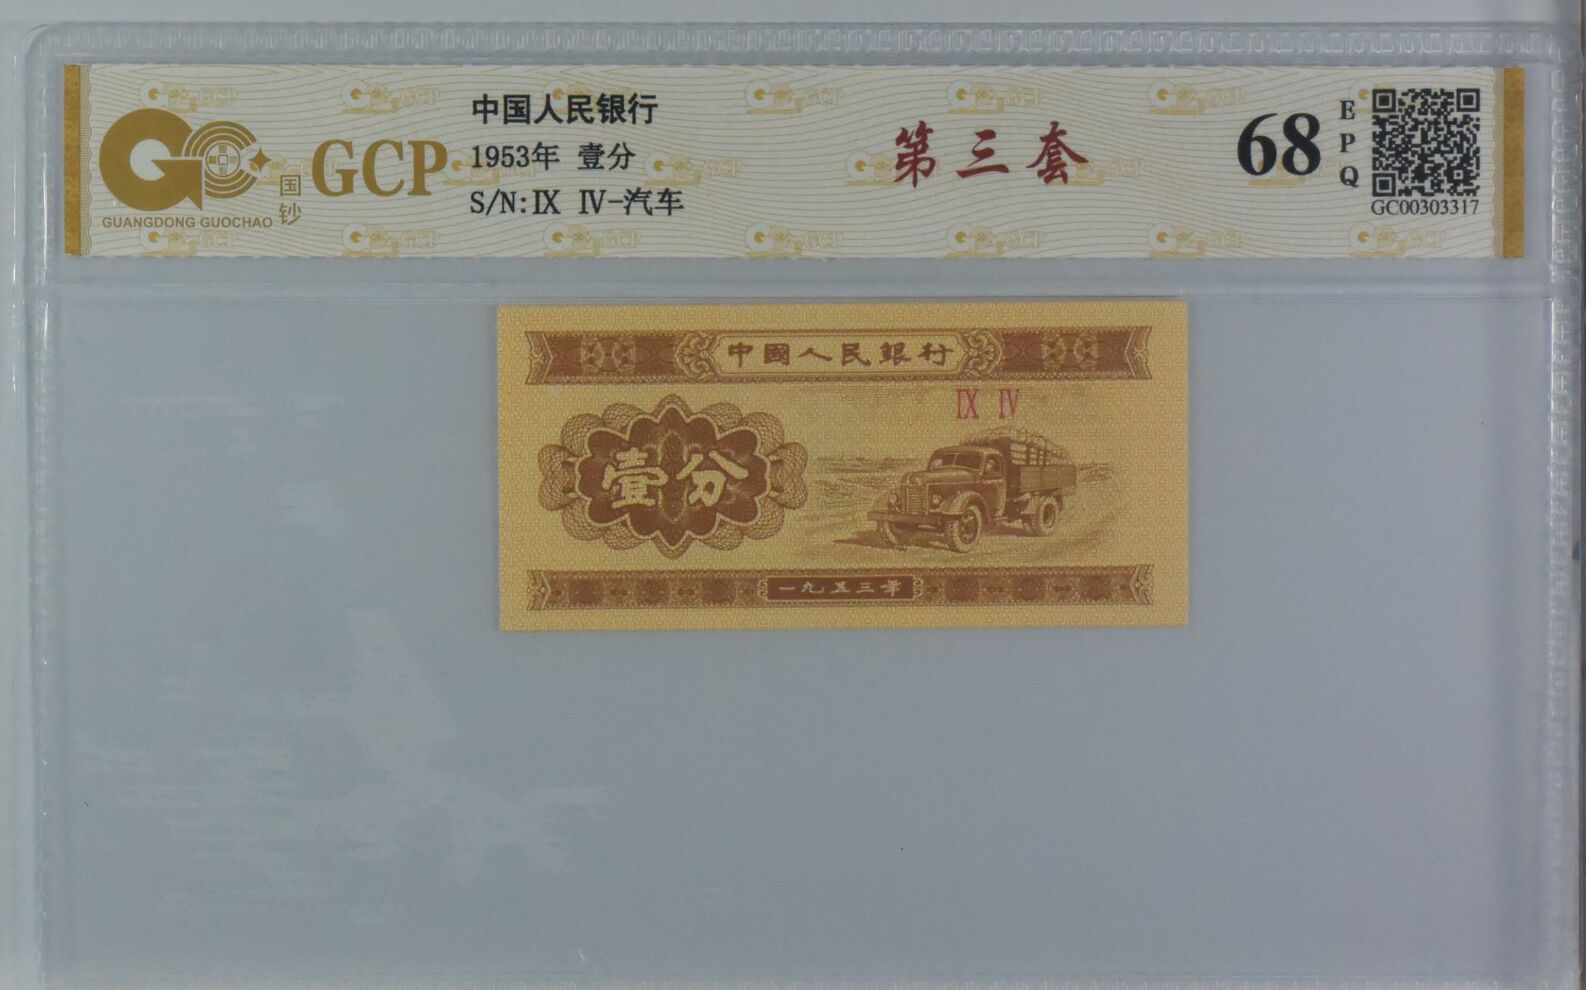 GUANGDONG GUOCHAO
国钞
GCP
中国人民银行
1953年 壹分
S/N:Ⅸ Ⅳ-汽车
第三套
68
EPQ
GC00303317
中國人民銀行
Ⅸ Ⅳ
壹分
一九五三年